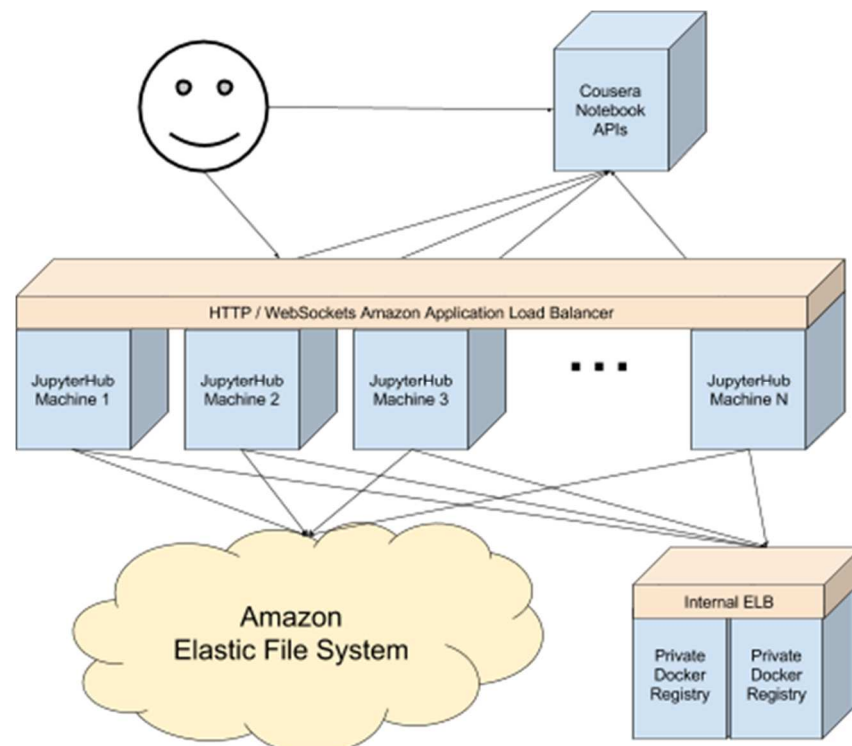 Cousera
Notebook
APIs
HTTP / WebSockets Amazon Application Load Balancer
JupyterHub
Machine 1
JupyterHub
Machine 2
JupyterHub
Machine 3
...
JupyterHub
Machine N
Amazon
Elastic File System
Internal ELB
Private
Docker
Registry
Private
Docker
Registry